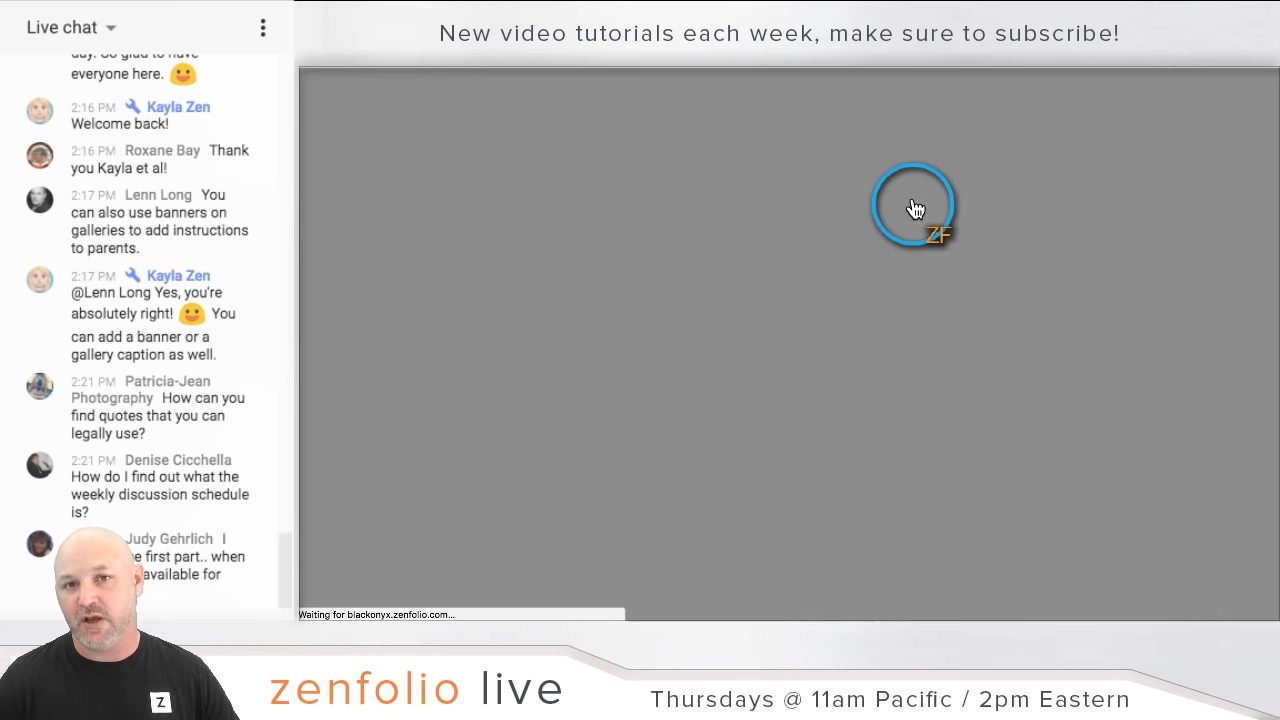 Live chat
New video tutorials each week, make sure to subscribe!
everyone here.
2:16 PM Kayla Zen
Welcome back!
2:16 PM Roxane Bay Thank
you Kayla et al!
2:17 PM Lenn Long You
can also use banners on
galleries to add instructions
to parents.
2:17 PM Kayla Zen
@Lenn Long Yes, you're
absolutely right! You
can add a banner or a
gallery caption as well.
2:21 PM Patricia-Jean
Photography How can you
find quotes that you can
legally use?
2:21 PM Denise Cicchella
How do I find out what the
weekly discussion schedule
is?
Judy Gehrlich I
first part.. when
available for
ZF
Waiting for blackonyx.zenfolio.com...
Z
zenfolio live
Thursdays @ 11am Pacific / 2pm Eastern